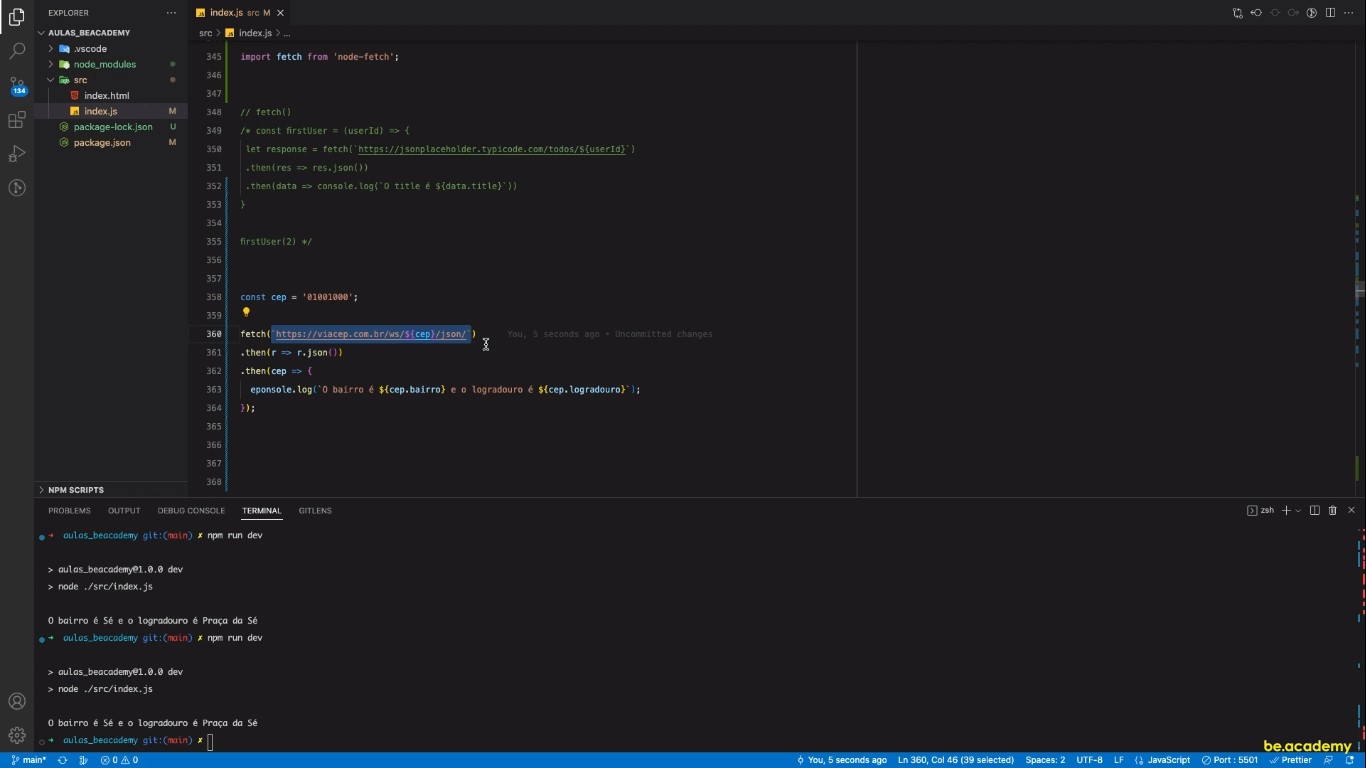 EXPLORER
index.js src M
AULAS_BEACADEMY
src > index.js > ...
.vscode
node_modules
src
index.html
index.js M
package-lock.json U
package.json M
134
345 import fetch from 'node-fetch';
346
347
348 // fetch()
349 /* const firstUser = (userId) => {
350 let response = fetch(`https://jsonplaceholder.typicode.com/todos/${userId}`)
351 .then(res => res.json())
352 .then(data => console.log(`O title é ${data.title}`))
353 }
354
355 firstUser(2) */
356
357
358 const cep = '01001000';
359
360 fetch(`https://viacep.com.br/ws/${cep}/json/`) You, 5 seconds ago • Uncommitted changes
361 .then(r => r.json())
362 .then(cep => {
363 eponsole.log(`O bairro é ${cep.bairro} e o logradouro é ${cep.logradouro}`);
364 });
365
366
367
368
NPM SCRIPTS
PROBLEMS OUTPUT DEBUG CONSOLE TERMINAL GITLENS
zsh
➜ aulas_beacademy git:(main) ✗ npm run dev
> aulas_beacademy@1.0.0 dev
> node ./src/index.js
O bairro é Sé e o logradouro é Praça da Sé
➜ aulas_beacademy git:(main) ✗ npm run dev
> aulas_beacademy@1.0.0 dev
> node ./src/index.js
O bairro é Sé e o logradouro é Praça da Sé
➜ aulas_beacademy git:(main) ✗
be.academy
main* 0 0 You, 5 seconds ago Ln 360, Col 46 (39 selected) Spaces: 2 UTF-8 LF {} JavaScript Port : 5501 Prettier